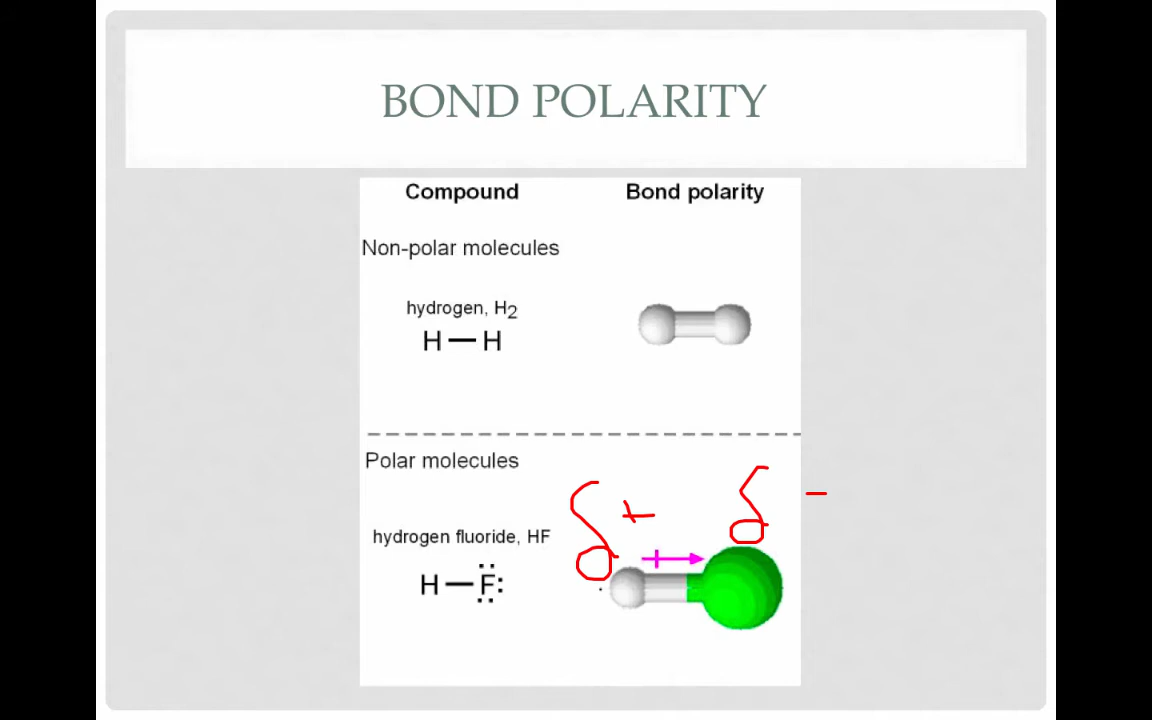 BOND POLARITY
Compound Bond polarity
Non-polar molecules
hydrogen, H2
H — H
Polar molecules
δ + δ −
hydrogen fluoride, HF
H — F